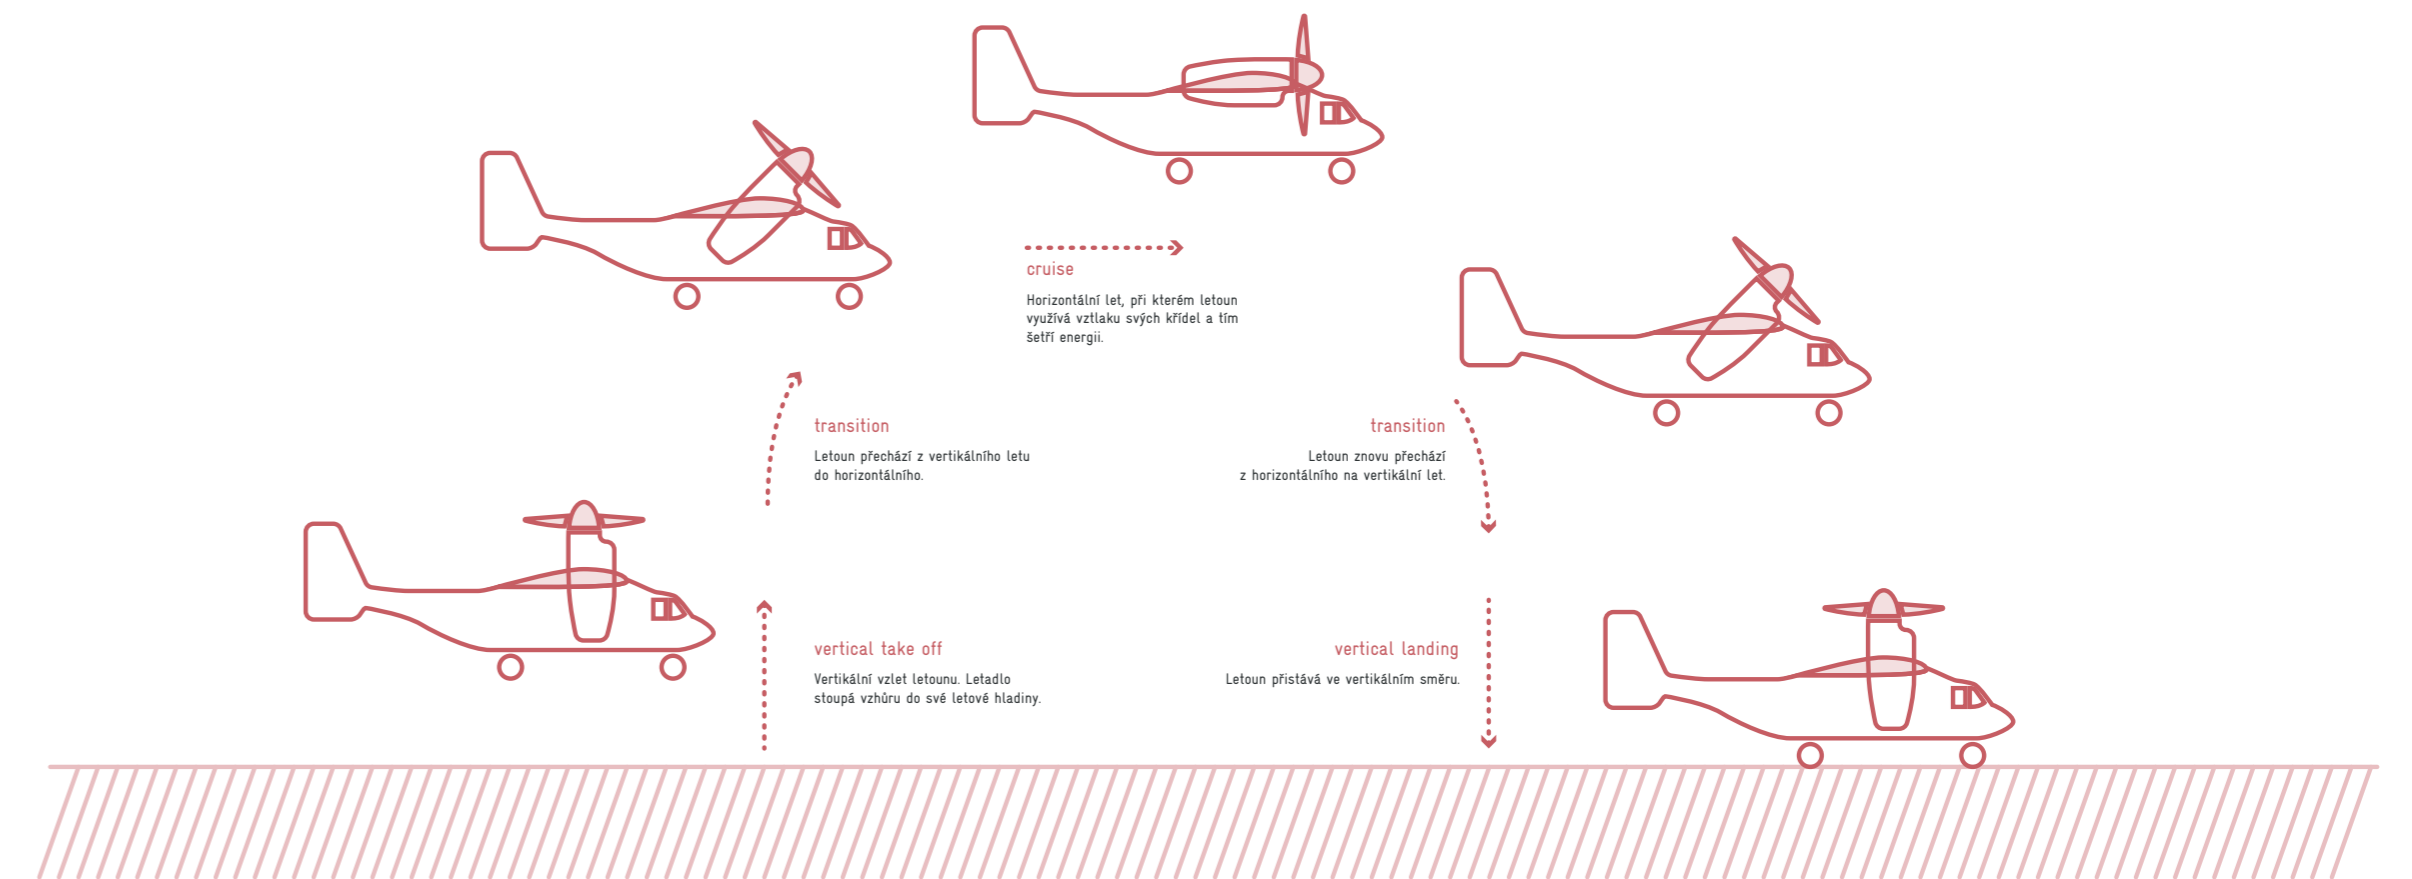 cruise
Horizontální let, při kterém letoun
využívá vztlaku svých křídel a tím
šetří energii.
transition
Letoun přechází z vertikálního letu
do horizontálního.
transition
Letoun znovu přechází
z horizontálního na vertikální let.
vertical take off
Vertikální vzlet letounu. Letadlo
stoupá vzhůru do své letové hladiny.
vertical landing
Letoun přistává ve vertikálním směru.